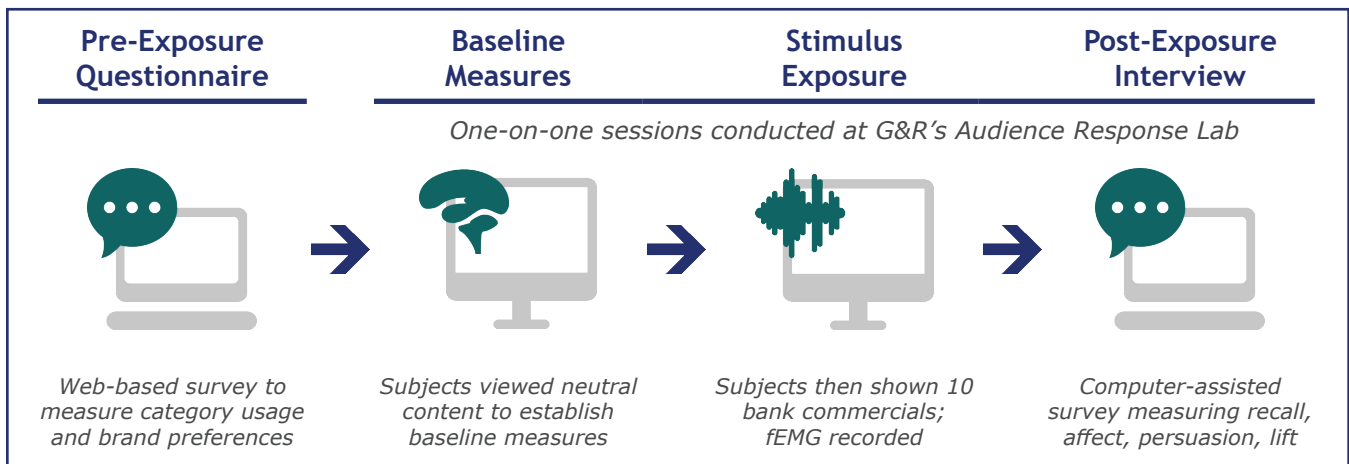 Pre-Exposure
Questionnaire
Baseline
Measures
Stimulus
Exposure
Post-Exposure
Interview
One-on-one sessions conducted at G&R's Audience Response Lab
Web-based survey to
measure category usage
and brand preferences
Subjects viewed neutral
content to establish
baseline measures
Subjects then shown 10
bank commercials;
fEMG recorded
Computer-assisted
survey measuring recall,
affect, persuasion, lift